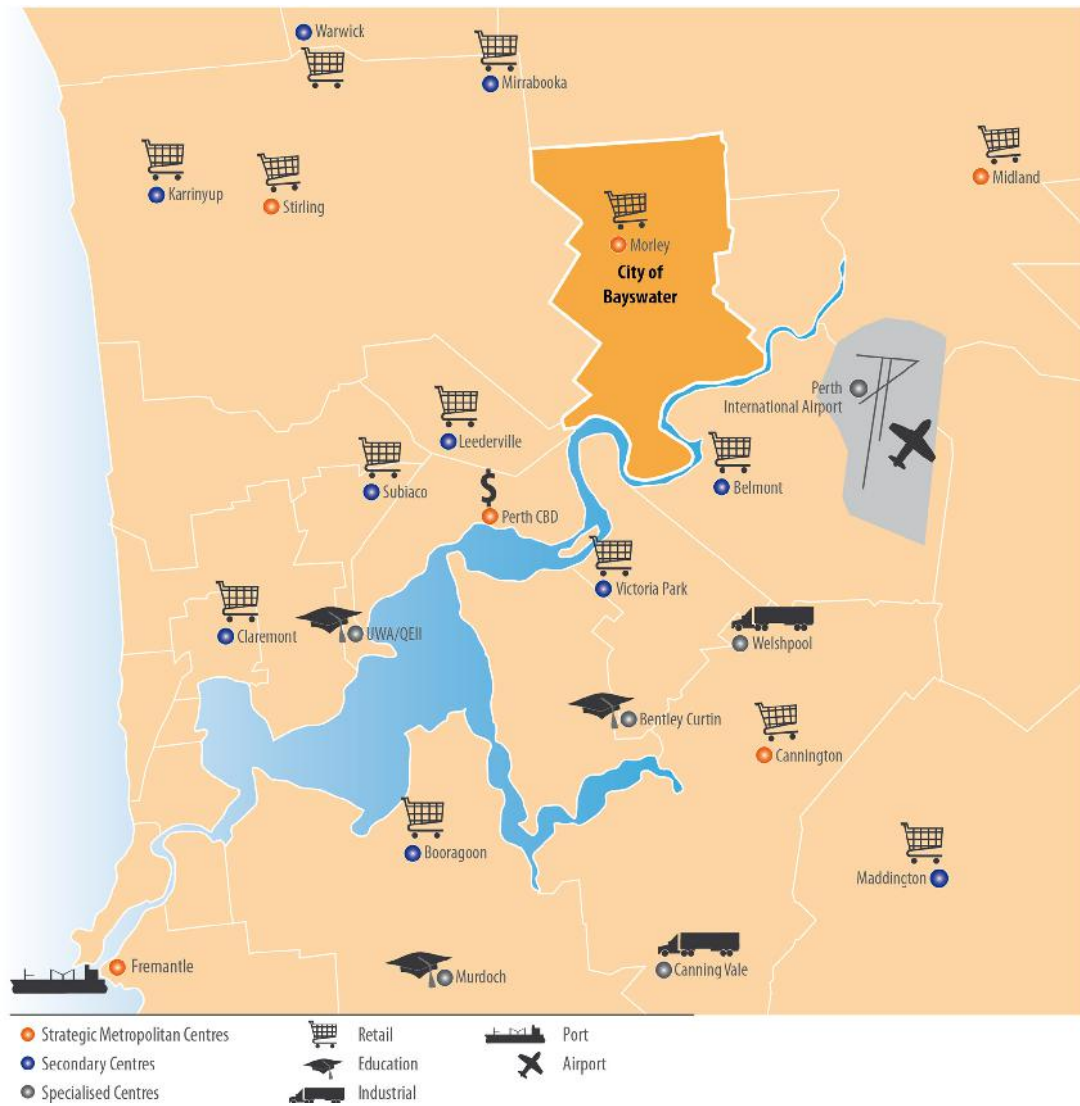 Warwick
Mirrabooka
Karrinyup
Stirling
Midland
Morley
City of
Bayswater
Perth
International Airport
Leederville
Subiaco
$
Perth CBD
Belmont
Victoria Park
Claremont
UWA/QEII
Welshpool
Bentley Curtin
Cannington
Booragoon
Maddington
Fremantle
Murdoch
Canning Vale
Strategic Metropolitan Centres
Retail
Port
Secondary Centres
Education
Airport
Specialised Centres
Industrial